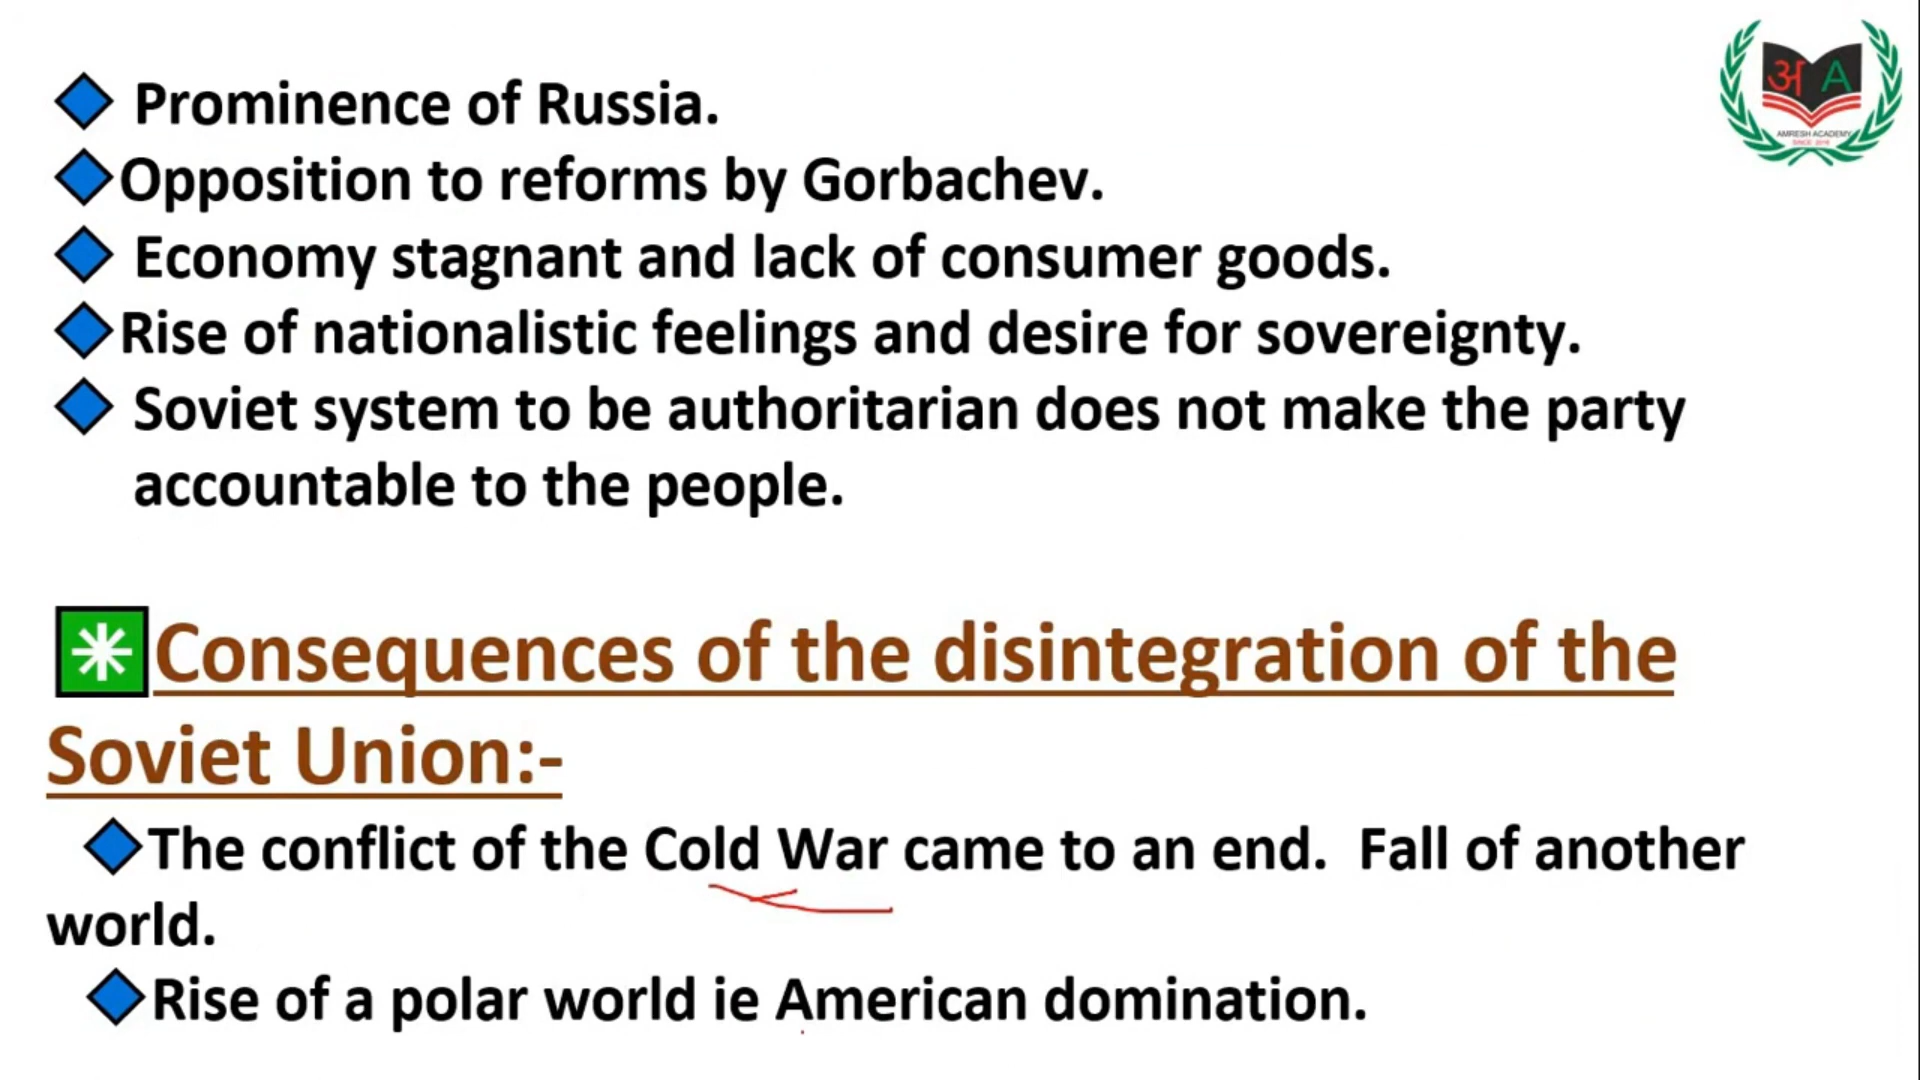 Prominence of Russia.
Opposition to reforms by Gorbachev.
Economy stagnant and lack of consumer goods.
Rise of nationalistic feelings and desire for sovereignty.
Soviet system to be authoritarian does not make the party
accountable to the people.
Consequences of the disintegration of the
Soviet Union:-
The conflict of the Cold War came to an end. Fall of another
world.
Rise of a polar world ie American domination.
अ A
AMRESH ACADEMY